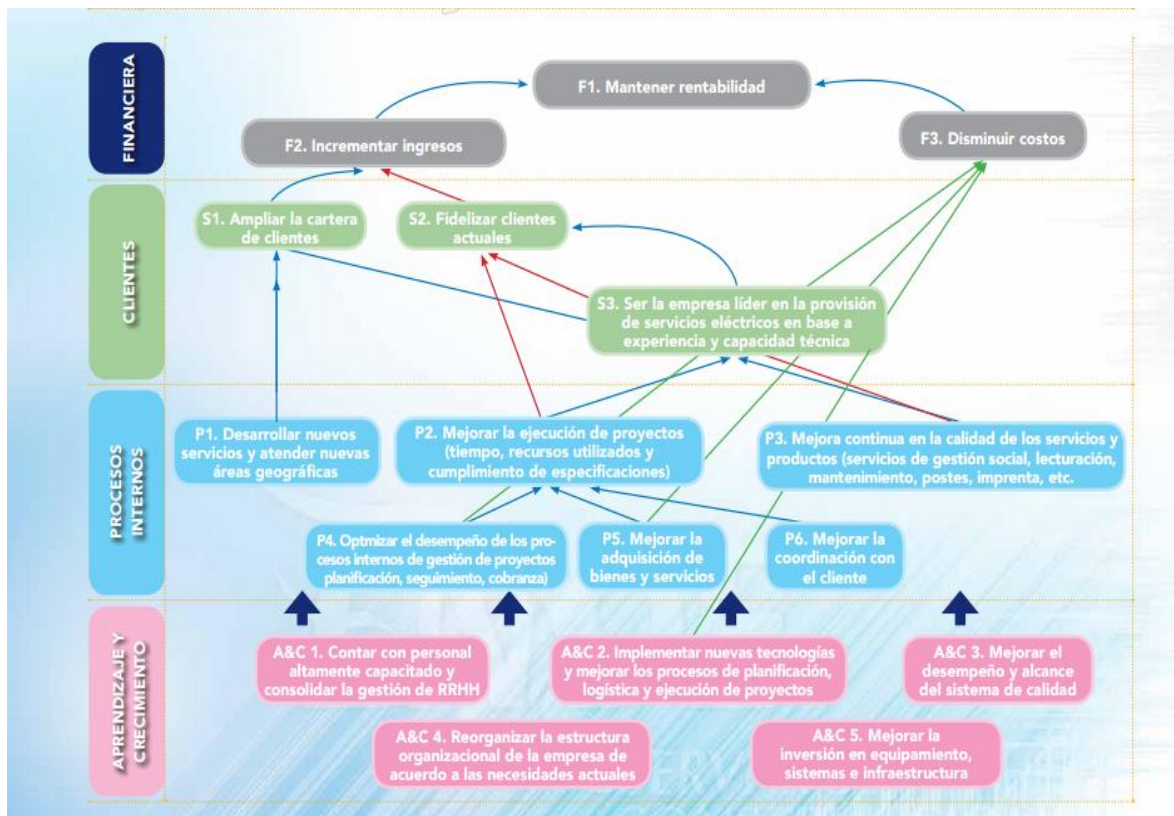 FINANCIERA
F1. Mantener rentabilidad
F2. Incrementar ingresos
F3. Disminuir costos
CLIENTES
S1. Ampliar la cartera
de clientes
S2. Fidelizar clientes
actuales
S3. Ser la empresa líder en la provisión
de servicios eléctricos en base a
experiencia y capacidad técnica
PROCESOS
INTERNOS
P1. Desarrollar nuevos
servicios y atender nuevas
áreas geográficas
P2. Mejorar la ejecución de proyectos
(tiempo, recursos utilizados y
cumplimiento de especificaciones)
P3. Mejora continua en la calidad de los servicios y
productos (servicios de gestión social, lecturación,
mantenimiento, postes, imprenta, etc.
P4. Optmizar el desempeño de los pro-
cesos internos de gestión de proyectos
planificación, seguimiento, cobranza)
P5. Mejorar la
adquisición de
bienes y servicios
P6. Mejorar la
coordinación con
el cliente
APRENDIZAJE Y
CRECIMIENTO
A&C 1. Contar con personal
altamente capacitado y
consolidar la gestión de RRHH
A&C 2. Implementar nuevas tecnologías
y mejorar los procesos de planificación,
logística y ejecución de proyectos
A&C 3. Mejorar el
desempeño y alcance
del sistema de calidad
A&C 4. Reorganizar la estructura
organizacional de la empresa de
acuerdo a las necesidades actuales
A&C 5. Mejorar la
inversión en equipamiento,
sistemas e infraestructura